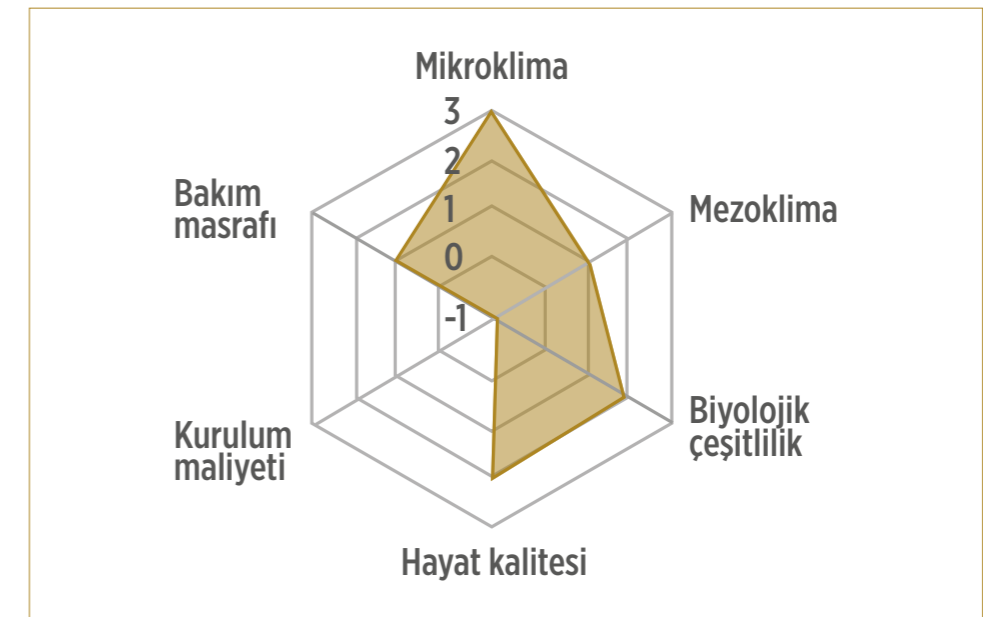 Mikroklima
3
2
1
0
-1
Mezoklima
Biyolojik
çeşitlilik
Hayat kalitesi
Kurulum
maliyeti
Bakım
masrafı